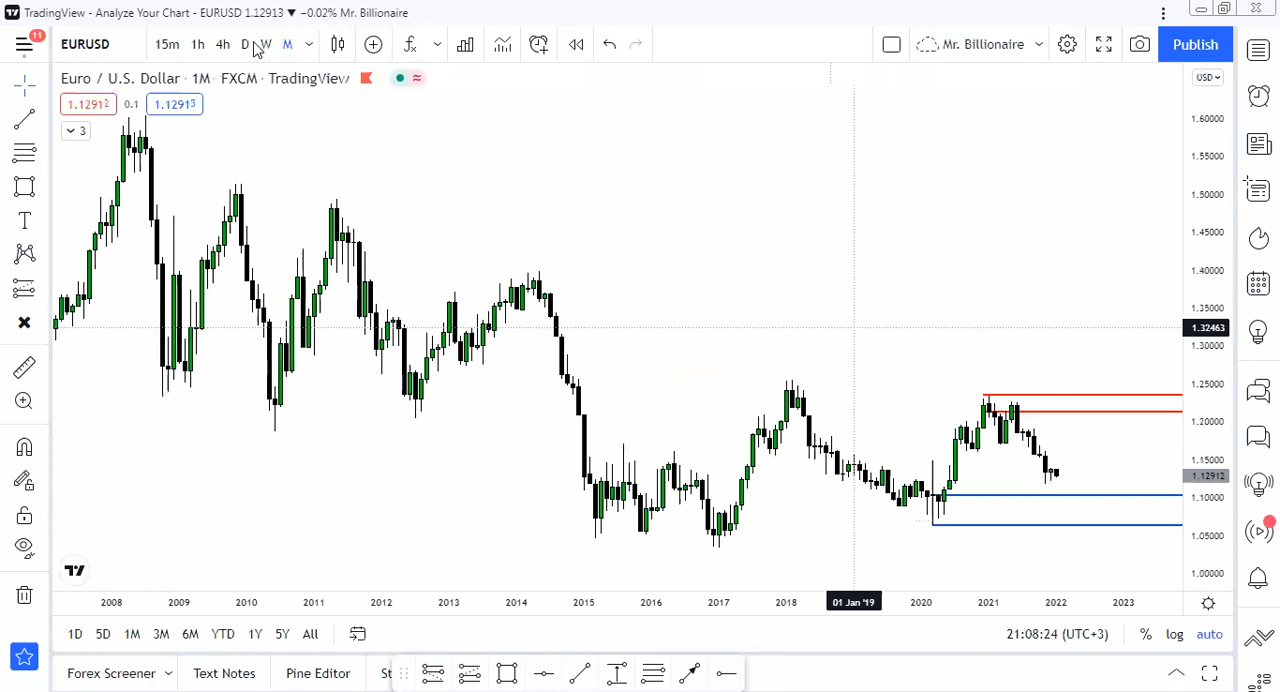 TradingView - Analyze Your Chart - EURUSD 1.12913 ▼ −0.02% Mr. Billionaire
11
EURUSD 15m 1h 4h D W M Mr. Billionaire Publish
Euro / U.S. Dollar · 1M · FXCM · TradingView
USD
1.12912 0.1 1.12913
3
1.60000
1.55000
1.50000
1.45000
1.40000
1.35000
1.32463
1.30000
1.25000
1.20000
1.15000
1.12912
1.10000
1.05000
1.00000
2008 2009 2010 2011 2012 2013 2014 2015 2016 2017 2018 01 Jan '19 2020 2021 2022 2023
1D 5D 1M 3M 6M YTD 1Y 5Y All 21:08:24 (UTC+3) % log auto
Forex Screener Text Notes Pine Editor St